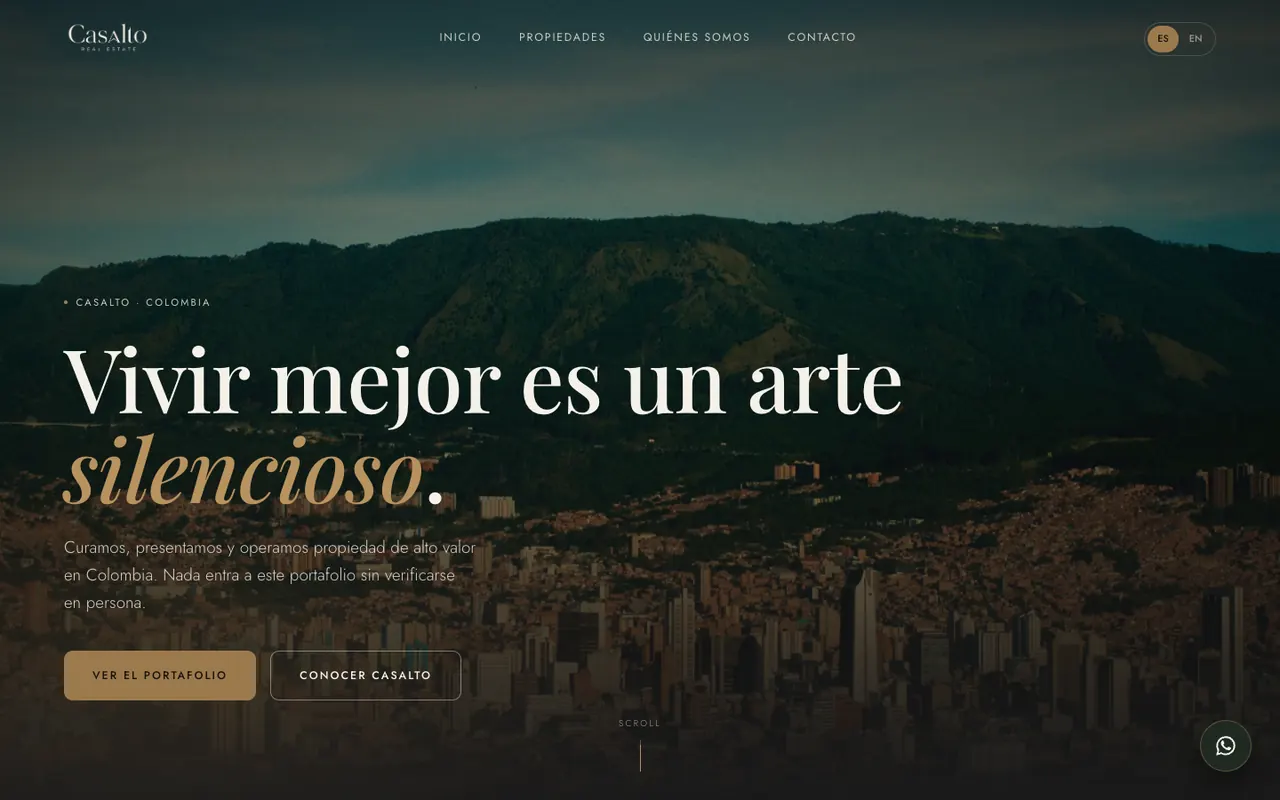 Casalto
REAL ESTATE
INICIO
PROPIEDADES
QUIÉNES SOMOS
CONTACTO
ES
EN
CASALTO · COLOMBIA
Vivir mejor es un arte
silencioso.
Curamos, presentamos y operamos propiedad de alto valor
en Colombia. Nada entra a este portafolio sin verificarse
en persona.
VER EL PORTAFOLIO
CONOCER CASALTO
SCROLL